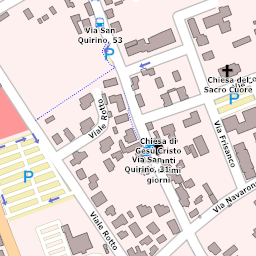 Via San
Quirino, 53
P
Chiesa del
Sacro Cuore
P
Viale Rotto
Via Frisanco
Chiesa di
Gesù Cristo
Via San
Quirino, 31
giorni
P
Viale Rotto
Via Navarons